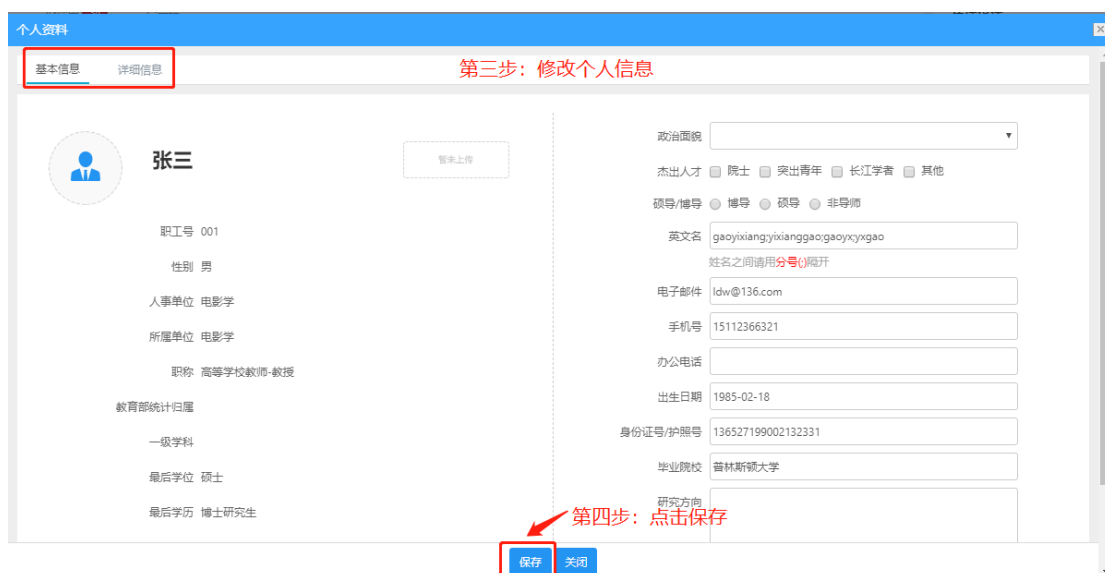 个人资料
基本信息 详细信息
第三步：修改个人信息
张三
暂未上传
职工号 001
性别 男
人事单位 电影学
所属单位 电影学
职称 高等学校教师-教授
教育部统计归属
一级学科
最后学位 硕士
最后学历 博士研究生
政治面貌
杰出人才 院士 突出青年 长江学者 其他
硕导/博导 博导 硕导 非导师
英文名 gaoyixiang;yixianggao;gaoyx;yxgao
姓名之间请用分号(;)隔开
电子邮件 ldw@136.com
手机号 15112366321
办公电话
出生日期 1985-02-18
身份证号/护照号 136527199002132331
毕业院校 普林斯顿大学
研究方向
第四步：点击保存
保存 关闭